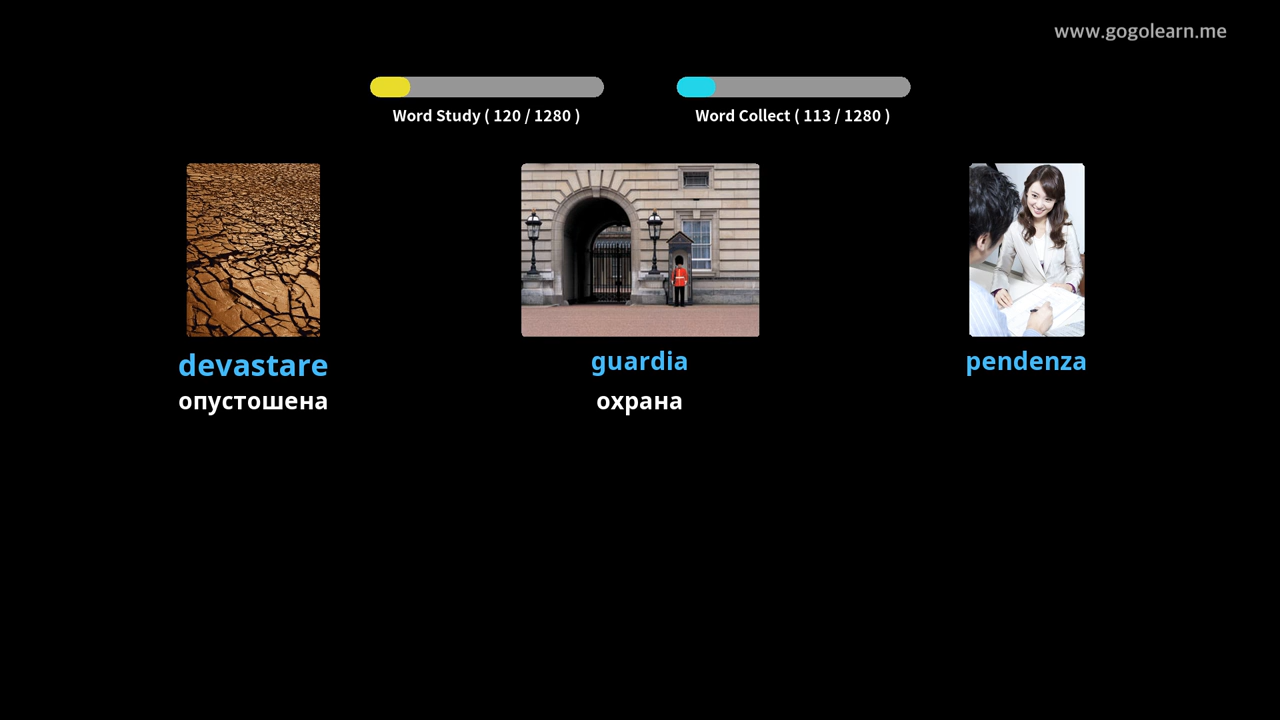 www.gogolearn.me
Word Study ( 120 / 1280 )
Word Collect ( 113 / 1280 )
devastare
guardia
pendenza
опустошена
охрана